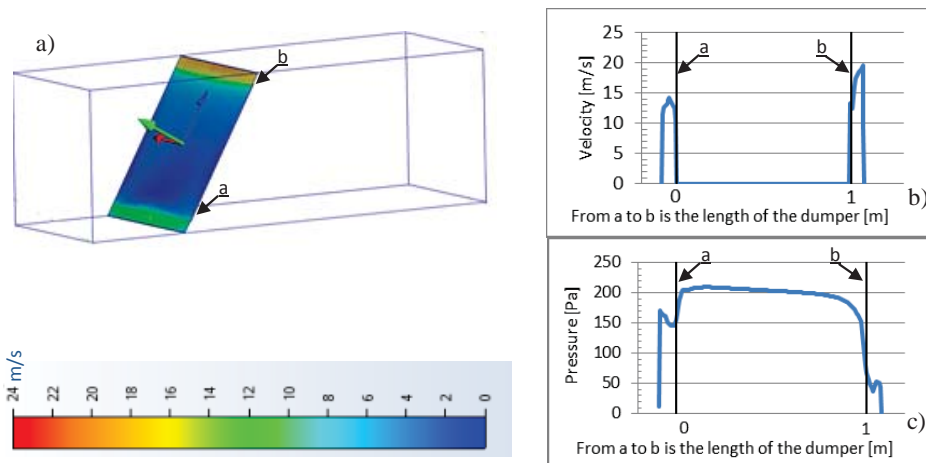 a)
b
a
m/s
24 22 20 18 16 14 12 10 8 6 4 2 0
25
20
15
10
5
0
Velocity [m/s]
a
b
0 1
From a to b is the length of the dumper [m]
b)
250
200
150
100
50
0
Pressure [Pa]
a
b
0 1
From a to b is the length of the dumper [m]
c)